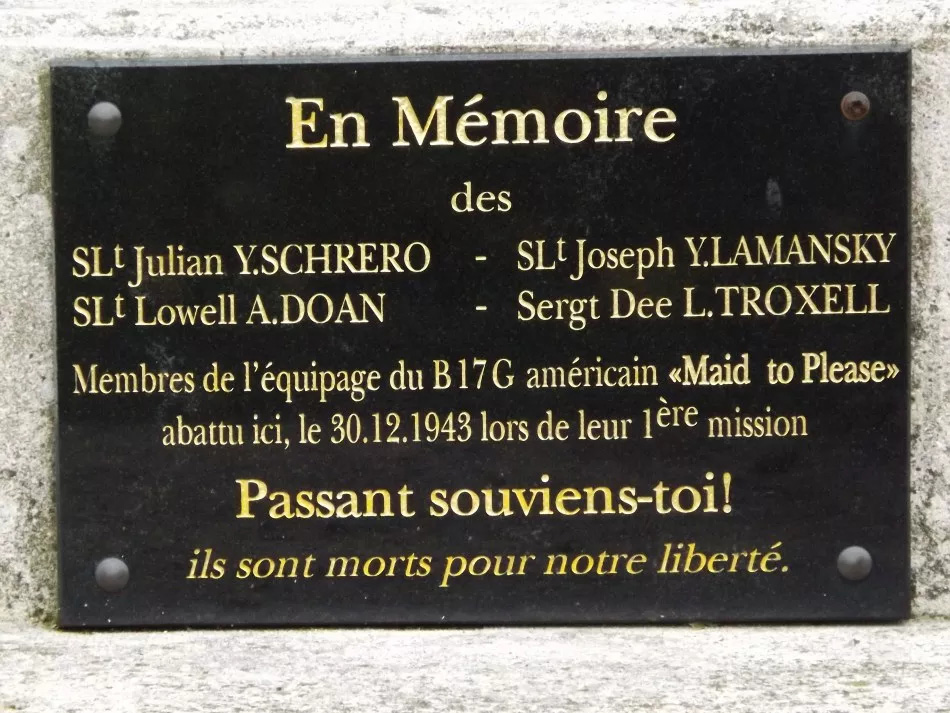 En Mémoire
des
SLt Julian Y.SCHRERO - SLt Joseph Y.LAMANSKY
SLt Lowell A.DOAN - Sergt Dee L.TROXELL
Membres de l'équipage du B17G américain «Maid to Please»
abattu ici, le 30.12.1943 lors de leur 1ère mission
Passant souviens-toi!
ils sont morts pour notre liberté.